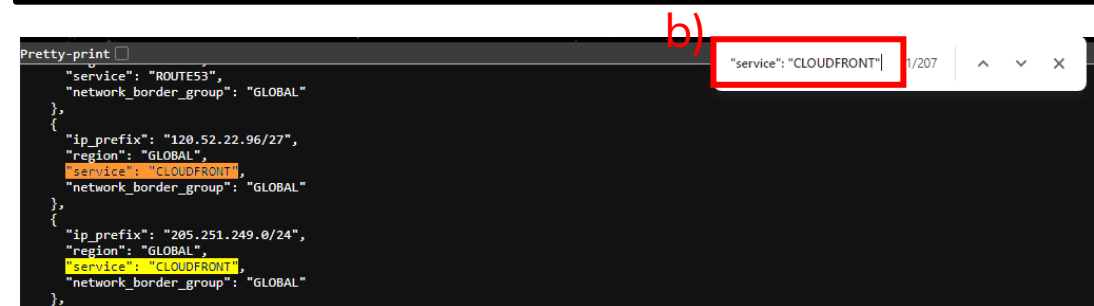 b)
Pretty-print
"service": "CLOUDFRONT"
1/207
"service": "ROUTE53",
"network_border_group": "GLOBAL"
},
{
"ip_prefix": "120.52.22.96/27",
"region": "GLOBAL",
"service": "CLOUDFRONT",
"network_border_group": "GLOBAL"
},
{
"ip_prefix": "205.251.249.0/24",
"region": "GLOBAL",
"service": "CLOUDFRONT",
"network_border_group": "GLOBAL"
},